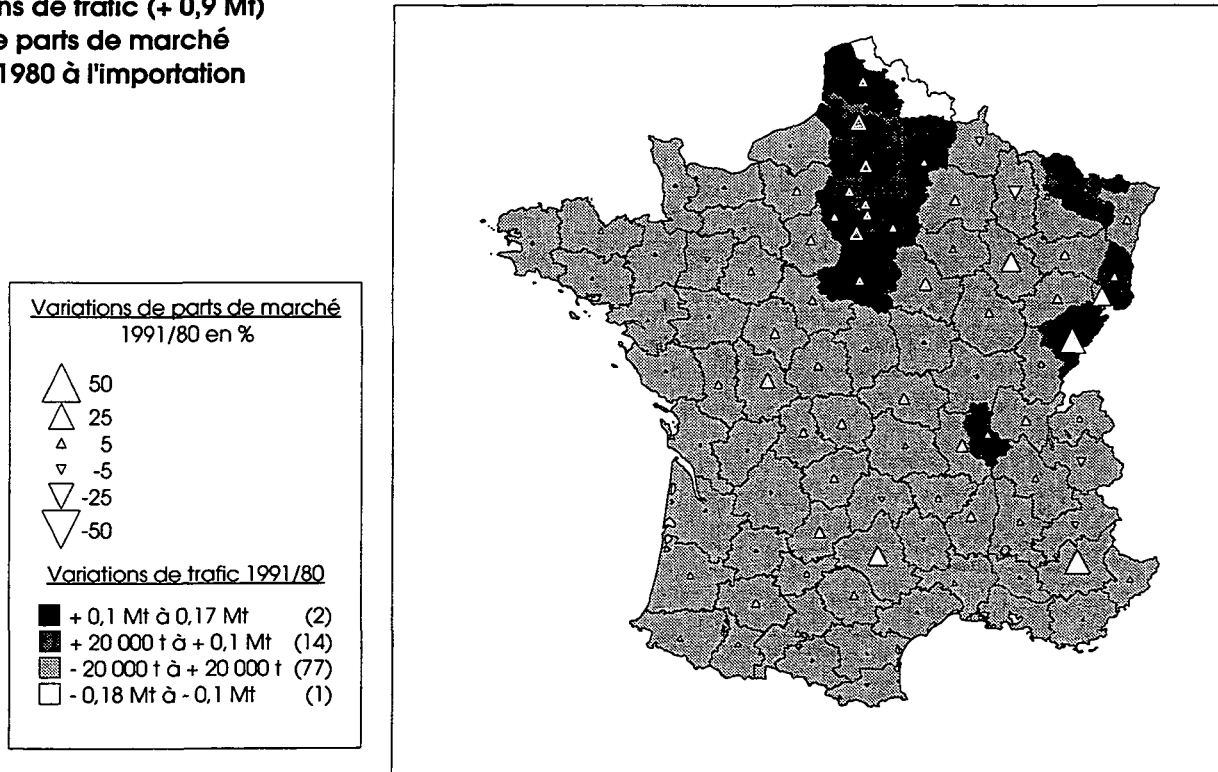 ns de trafic (+ 0,9 Mt)
e parts de marché
1980 à l'importation
Variations de parts de marché
1991/80 en %
50
25
5
-5
-25
-50
Variations de trafic 1991/80
+ 0,1 Mt à 0,17 Mt (2)
+ 20 000 t à + 0,1 Mt (14)
- 20 000 t à + 20 000 t (77)
- 0,18 Mt à - 0,1 Mt (1)